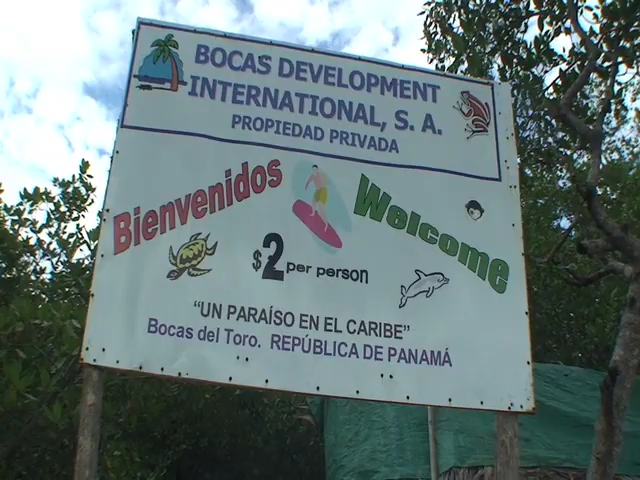 BOCAS DEVELOPMENT
INTERNATIONAL, S. A.
PROPIEDAD PRIVADA
Bienvenidos
Welcome
$2 per person
“UN PARAÍSO EN EL CARIBE”
Bocas del Toro. REPÚBLICA DE PANAMÁ